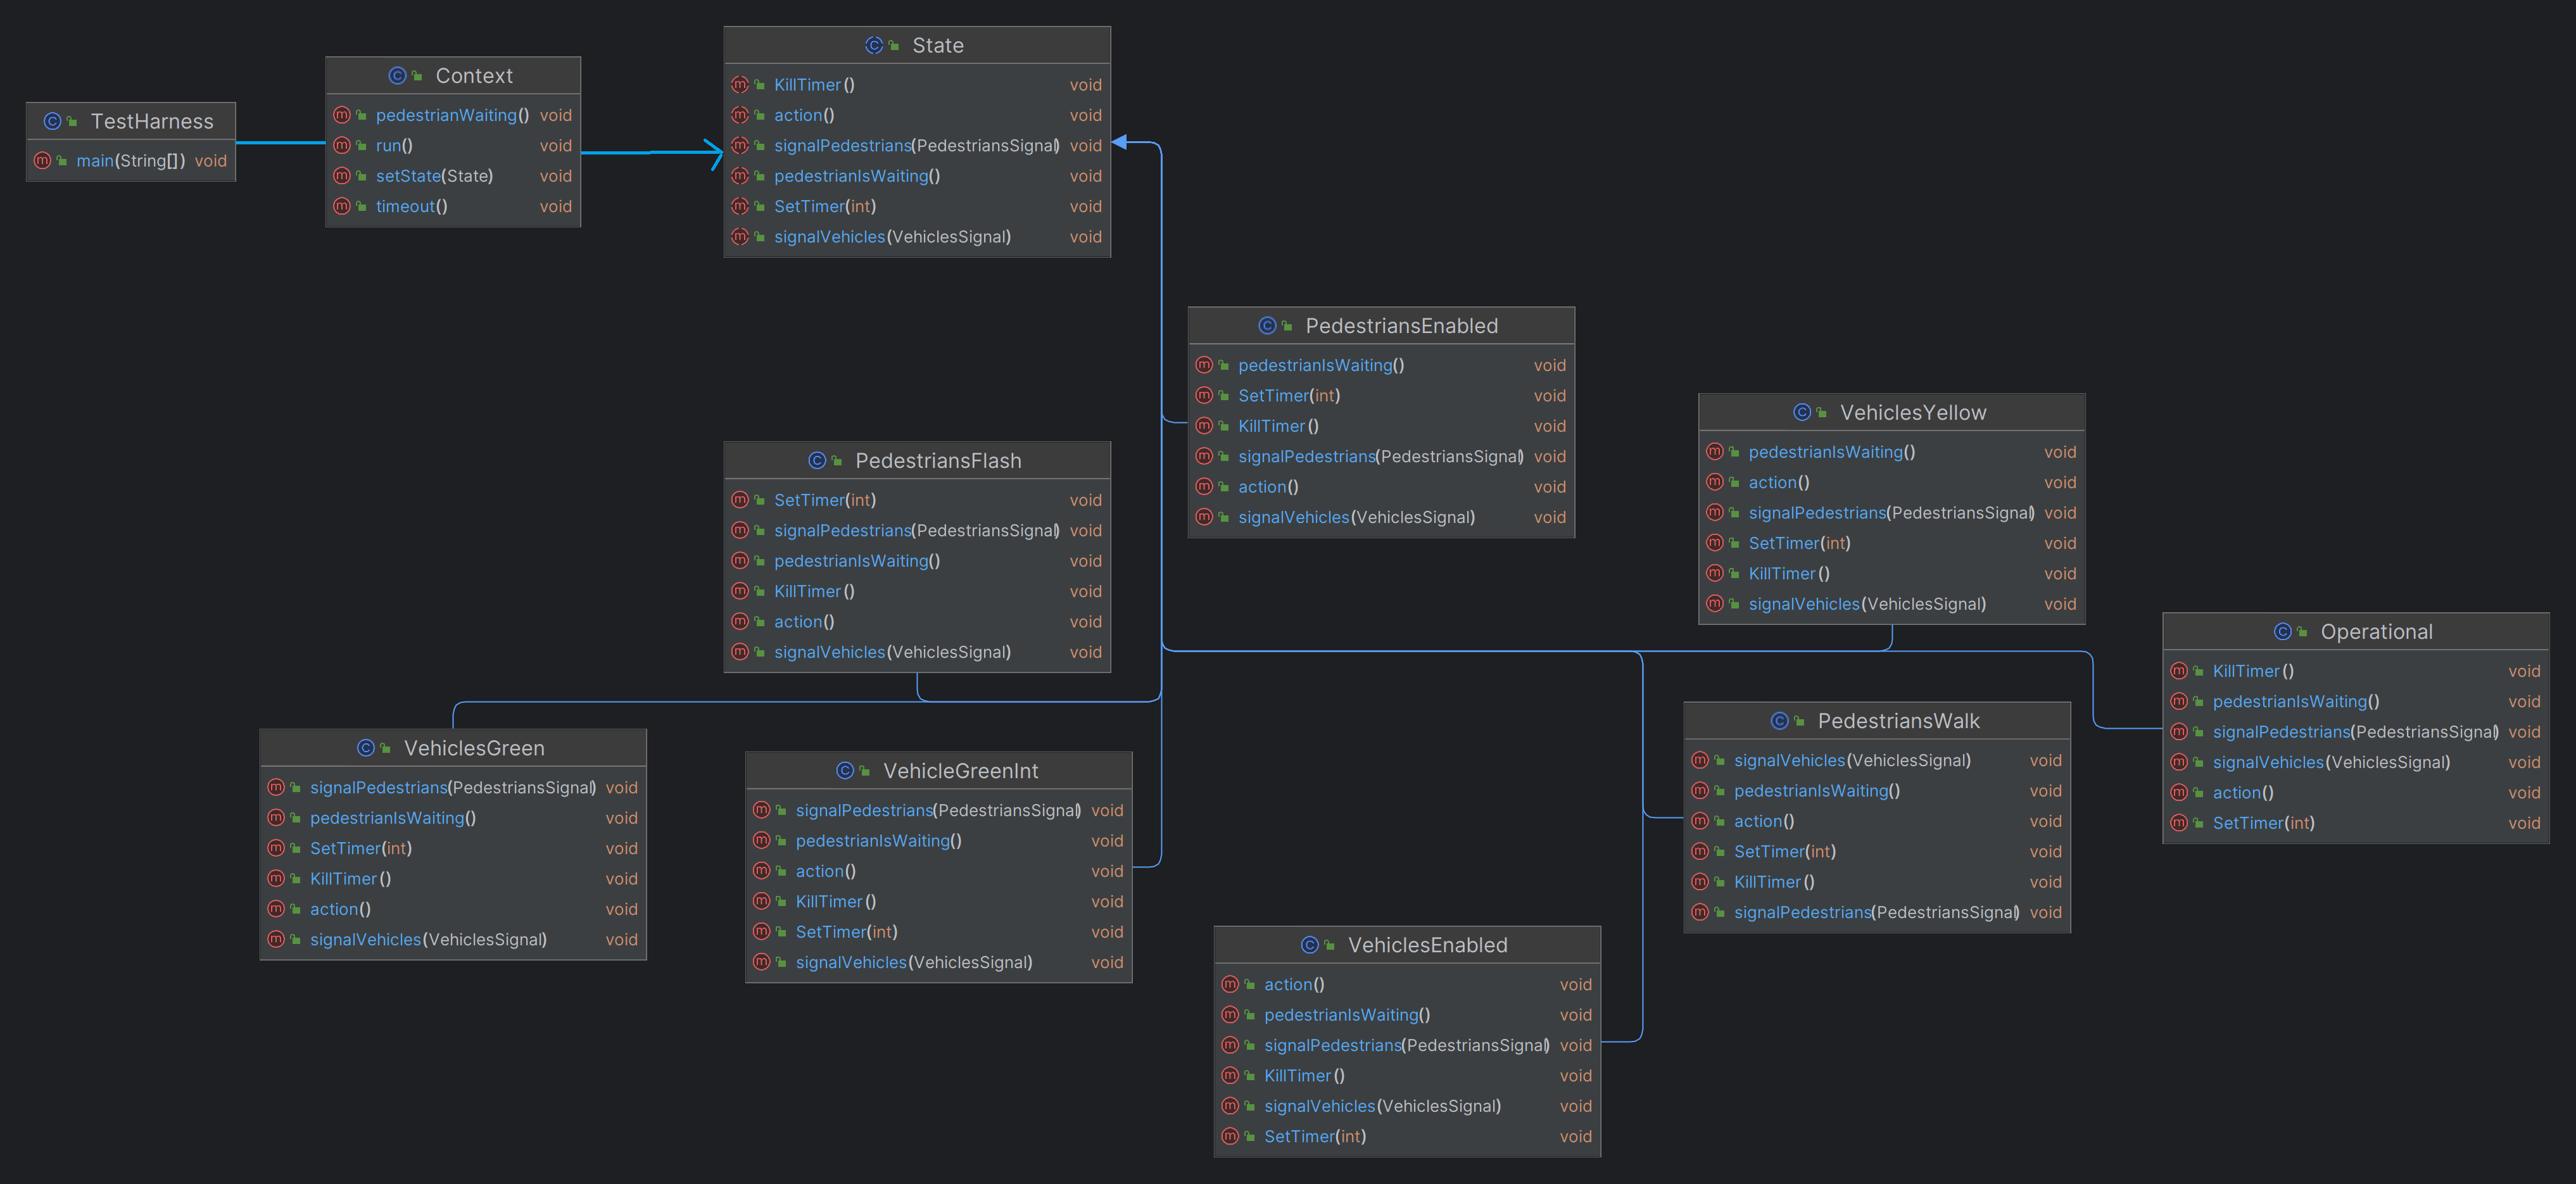 TestHarness
main(String[]) void
Context
pedestrianWaiting() void
run() void
setState(State) void
timeout() void
State
KillTimer() void
action() void
signalPedestrians(PedestriansSignal) void
pedestrianIsWaiting() void
SetTimer(int) void
signalVehicles(VehiclesSignal) void
PedestriansEnabled
pedestrianIsWaiting() void
SetTimer(int) void
KillTimer() void
signalPedestrians(PedestriansSignal) void
action() void
signalVehicles(VehiclesSignal) void
PedestriansFlash
SetTimer(int) void
signalPedestrians(PedestriansSignal) void
pedestrianIsWaiting() void
KillTimer() void
action() void
signalVehicles(VehiclesSignal) void
VehiclesYellow
pedestrianIsWaiting() void
action() void
signalPedestrians(PedestriansSignal) void
SetTimer(int) void
KillTimer() void
signalVehicles(VehiclesSignal) void
Operational
KillTimer() void
pedestrianIsWaiting() void
signalPedestrians(PedestriansSignal) void
signalVehicles(VehiclesSignal) void
action() void
SetTimer(int) void
VehiclesGreen
signalPedestrians(PedestriansSignal) void
pedestrianIsWaiting() void
SetTimer(int) void
KillTimer() void
action() void
signalVehicles(VehiclesSignal) void
VehicleGreenInt
signalPedestrians(PedestriansSignal) void
pedestrianIsWaiting() void
action() void
KillTimer() void
SetTimer(int) void
signalVehicles(VehiclesSignal) void
PedestriansWalk
signalVehicles(VehiclesSignal) void
pedestrianIsWaiting() void
action() void
SetTimer(int) void
KillTimer() void
signalPedestrians(PedestriansSignal) void
VehiclesEnabled
action() void
pedestrianIsWaiting() void
signalPedestrians(PedestriansSignal) void
KillTimer() void
signalVehicles(VehiclesSignal) void
SetTimer(int) void